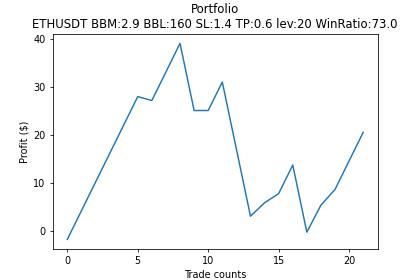 Portfolio
ETHUSDT BBM:2.9 BBL:160 SL:1.4 TP:0.6 lev:20 WinRatio:73.0
40
30
20
10
0
Profit ($)
0 5 10 15 20
Trade counts